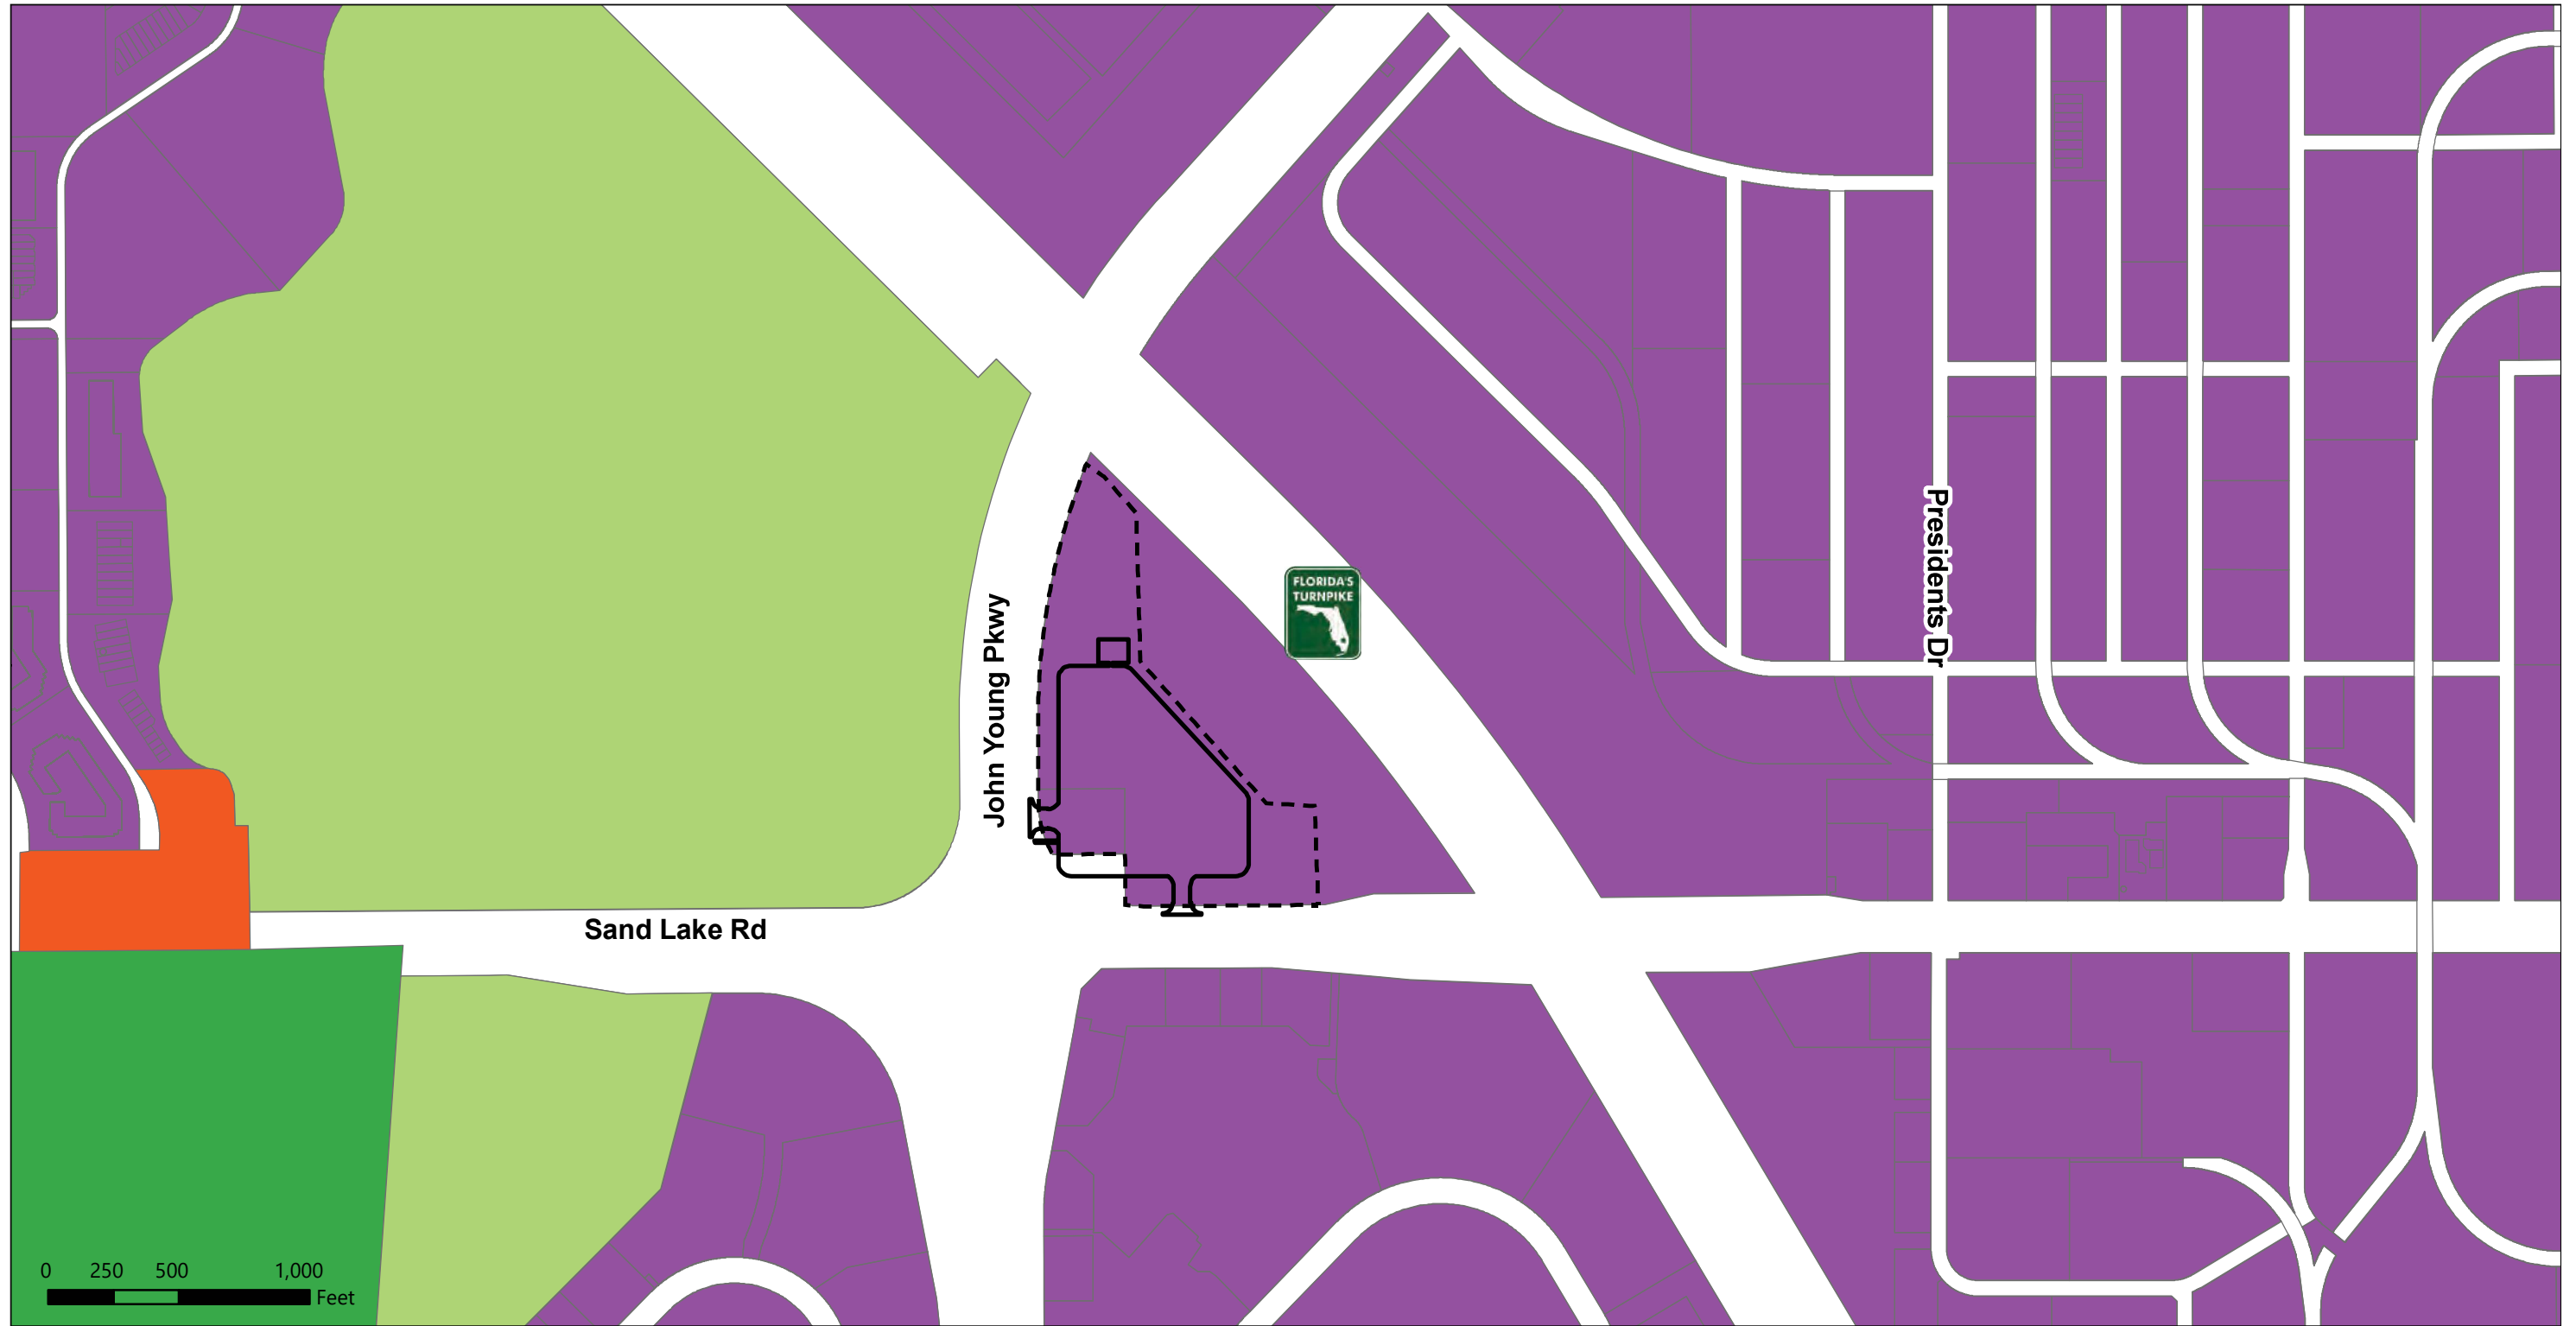 Presidents Dr
FLORIDA'S
TURNPIKE
John Young Pkwy
Sand Lake Rd
0 250 500 1,000
Feet